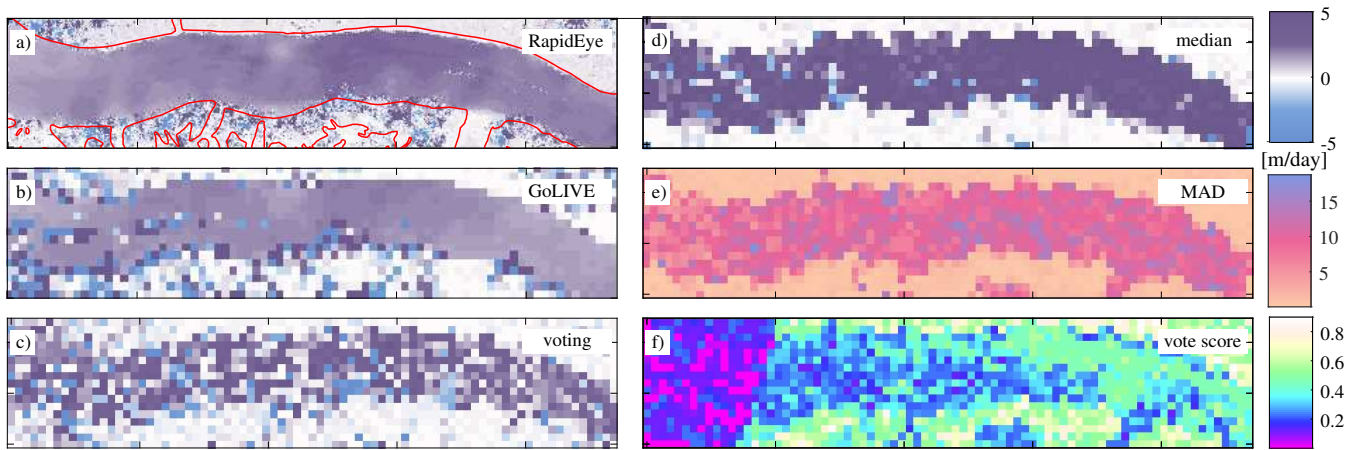 a)
RapidEye
b)
GoLIVE
c)
voting
d)
median
e)
MAD
f)
vote score
5
0
-5
[m/day]
15
10
5
0.8
0.6
0.4
0.2